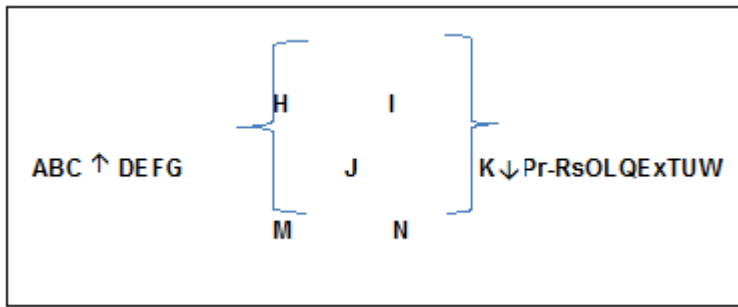 H I
ABC ↑ DEFG J K ↓ Pr-RsOLQExTUW
M N